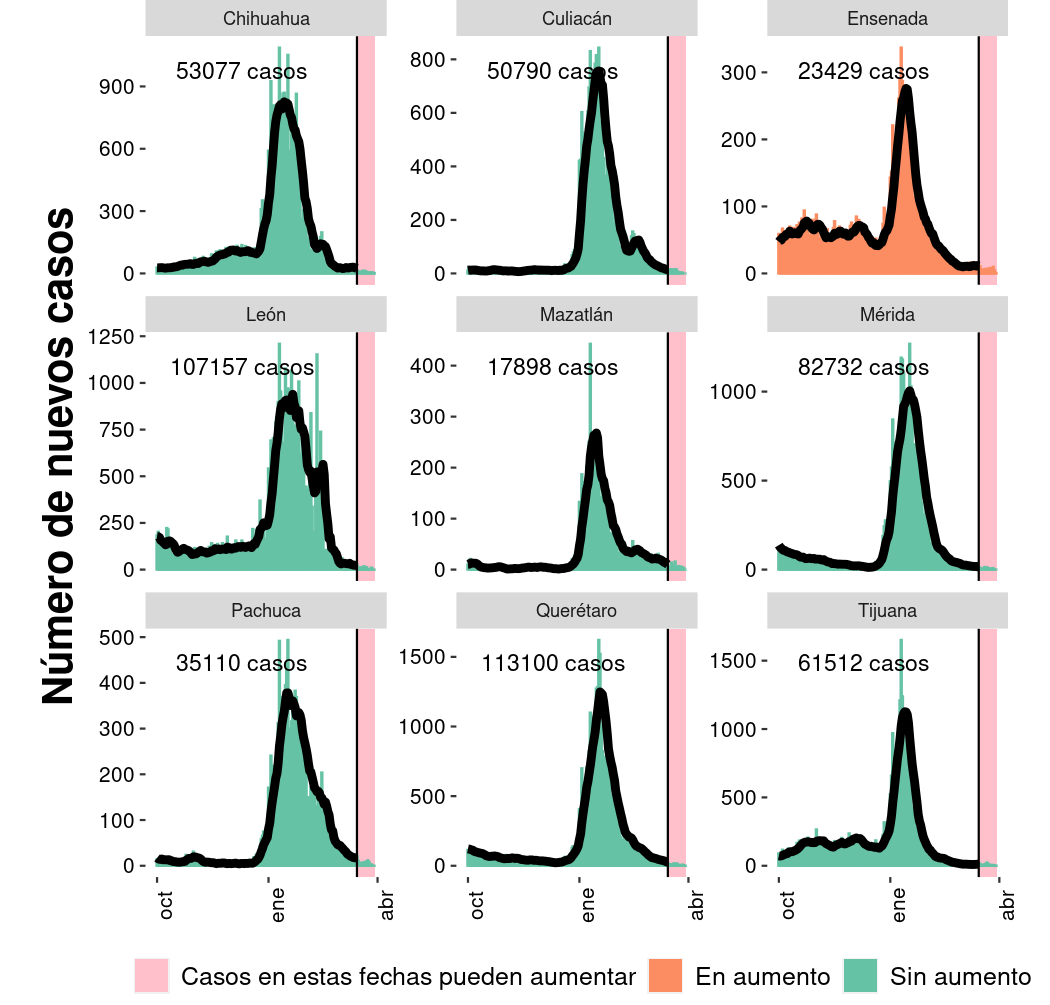 Número de nuevos casos
Chihuahua
Culiacán
Ensenada
53077 casos
50790 casos
23429 casos
900
600
300
0
800
600
400
200
0
300
200
100
0
León
Mazatlán
Mérida
107157 casos
17898 casos
82732 casos
1250
1000
750
500
250
0
400
300
200
100
0
1000
500
0
Pachuca
Querétaro
Tijuana
35110 casos
113100 casos
61512 casos
500
400
300
200
100
0
1500
1000
500
0
1500
1000
500
0
oct
ene
abr
oct
ene
abr
oct
ene
abr
Casos en estas fechas pueden aumentar
En aumento
Sin aumento